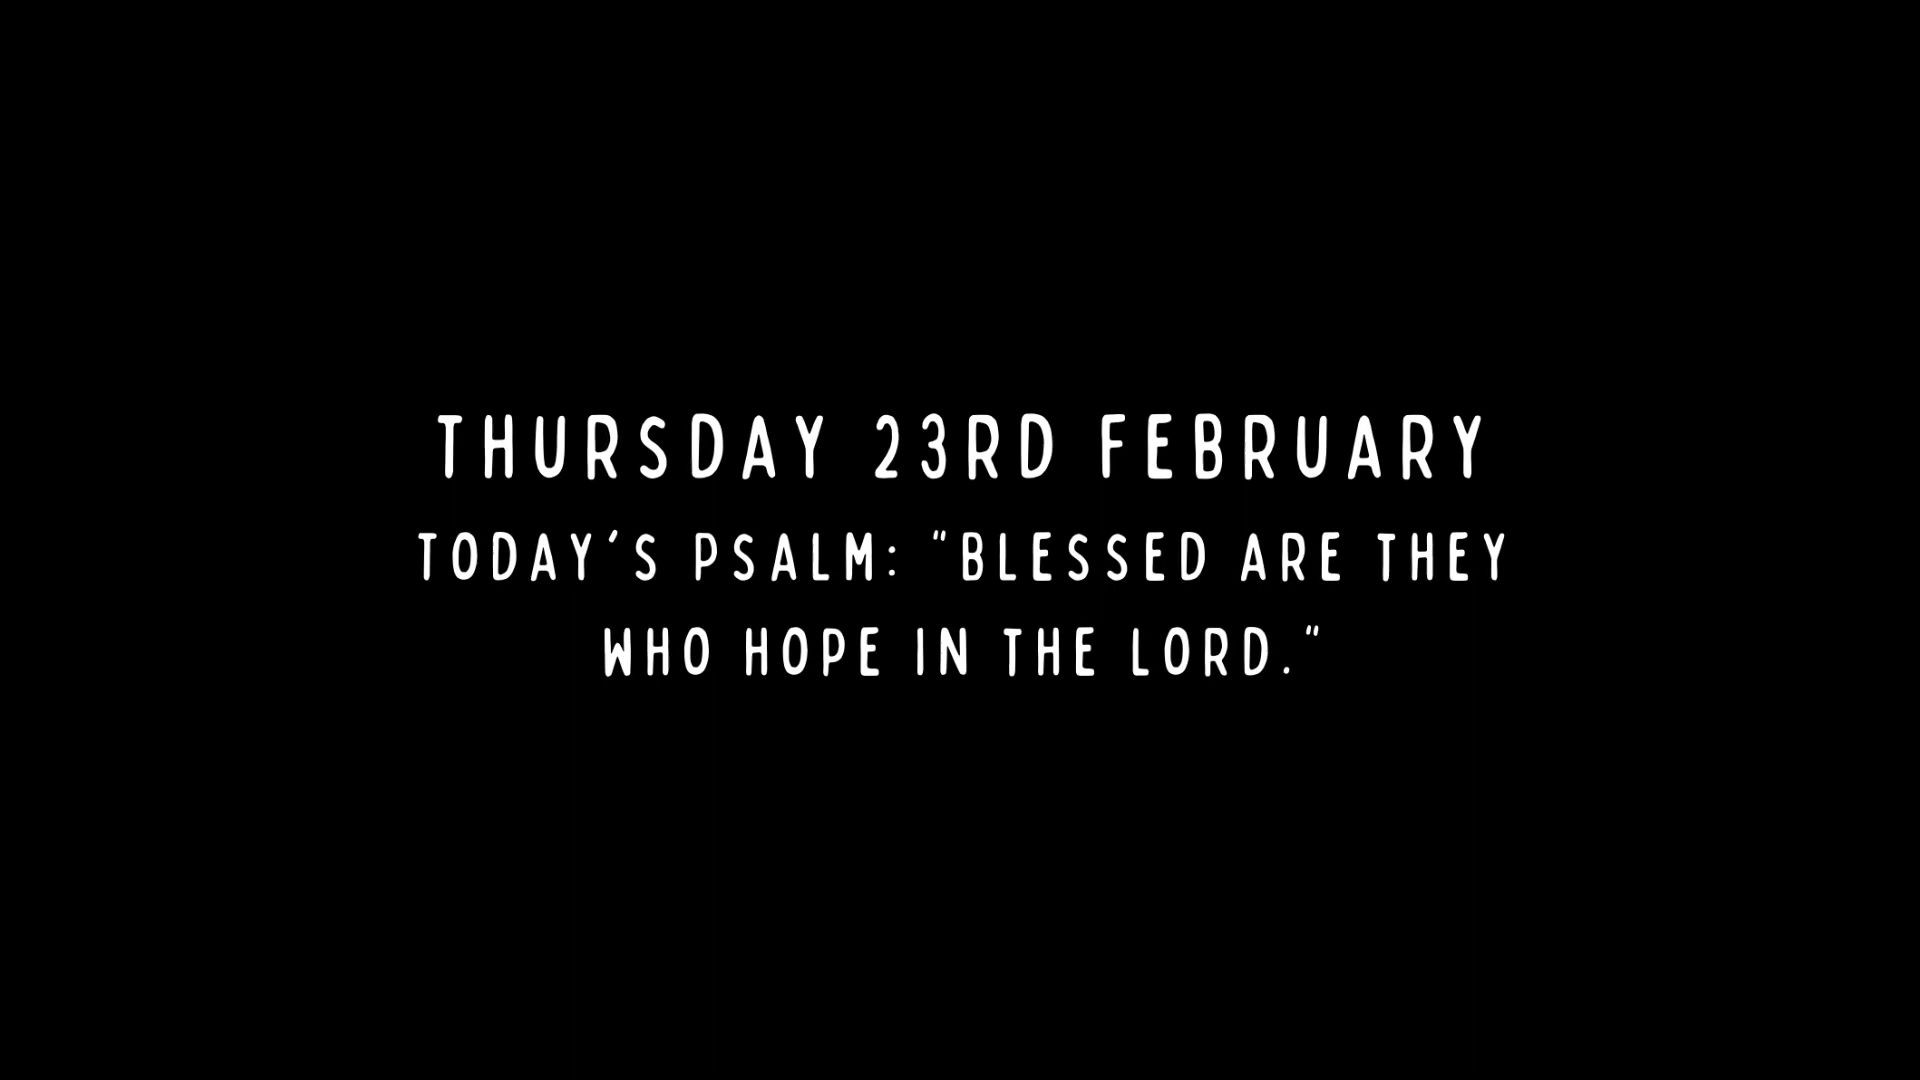 THURSDAY 23RD FEBRUARY
TODAY'S PSALM: "BLESSED ARE THEY
WHO HOPE IN THE LORD."